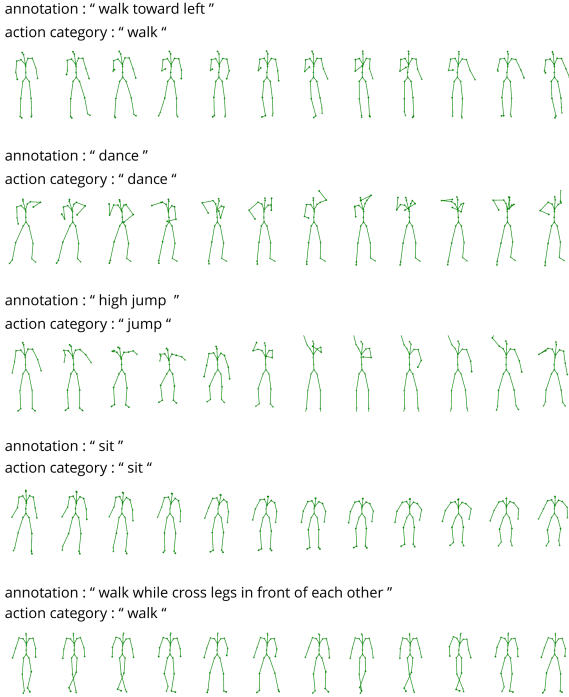 annotation : “ walk toward left ”
action category : “ walk “
annotation : “ dance ”
action category : “ dance “
annotation : “ high jump  ”
action category : “ jump “
annotation : “ sit ”
action category : “ sit “
annotation : “ walk while cross legs in front of each other ”
action category : “ walk “